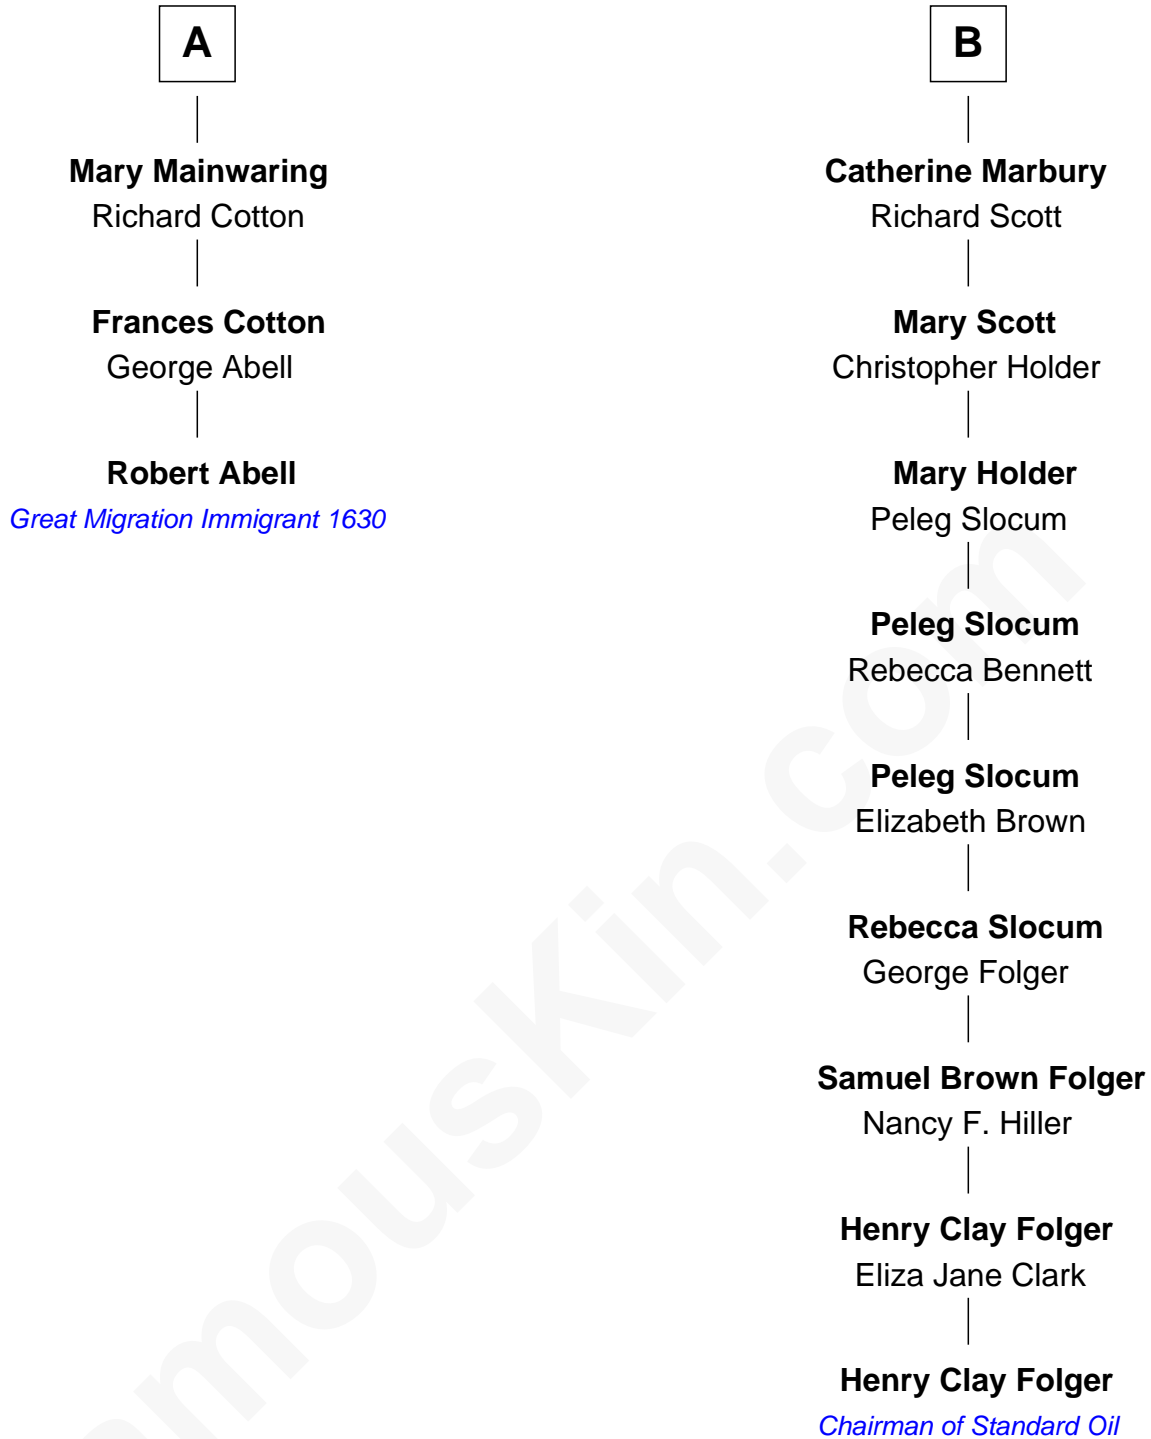 A
Mary Mainwaring
Richard Cotton
Frances Cotton
George Abell
Robert Abell
Great Migration Immigrant 1630
B
Catherine Marbury
Richard Scott
Mary Scott
Christopher Holder
Mary Holder
Peleg Slocum
Peleg Slocum
Rebecca Bennett
Peleg Slocum
Elizabeth Brown
Rebecca Slocum
George Folger
Samuel Brown Folger
Nancy F. Hiller
Henry Clay Folger
Eliza Jane Clark
Henry Clay Folger
Chairman of Standard Oil
amouskin.com